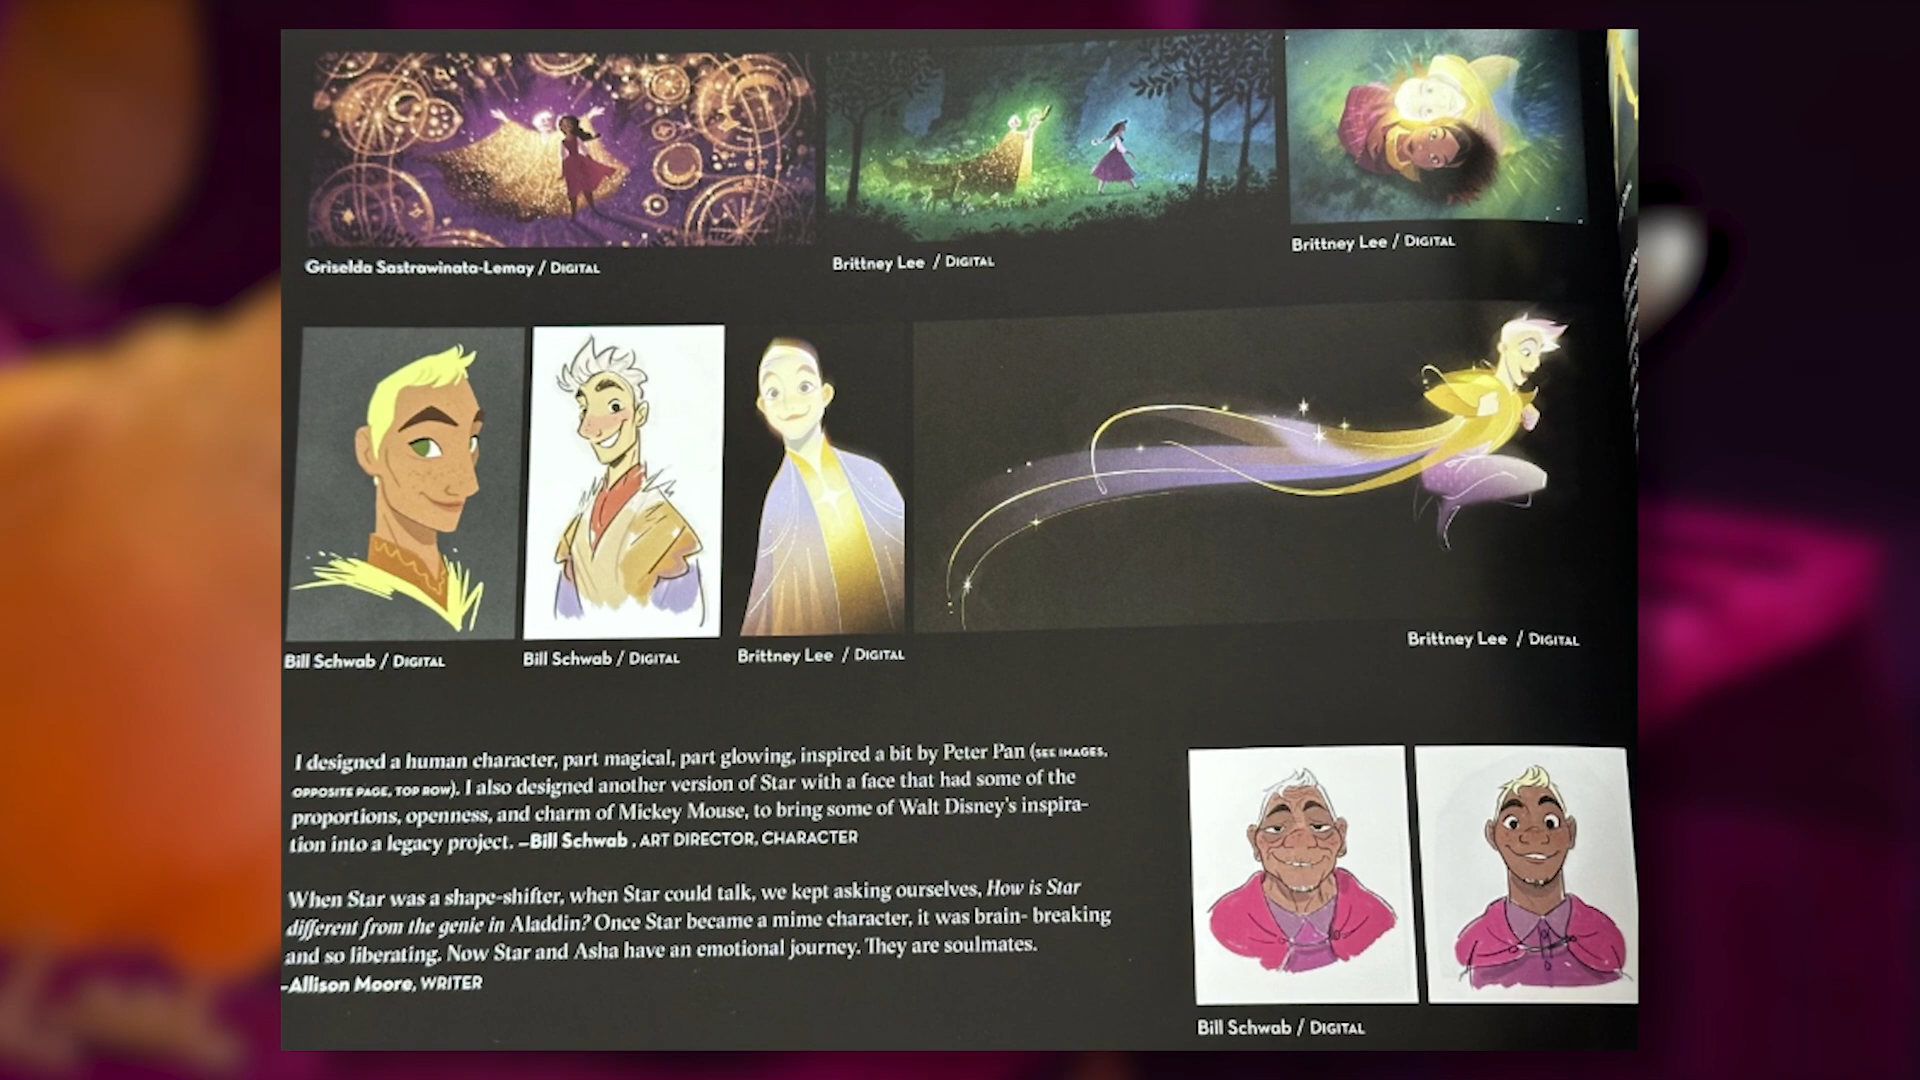 Griselda Sastrawinata-Lemay / DIGITAL
Brittney Lee / DIGITAL
Brittney Lee / DIGITAL
Bill Schwab / DIGITAL
Bill Schwab / DIGITAL
Brittney Lee / DIGITAL
Brittney Lee / DIGITAL
I designed a human character, part magical, part glowing, inspired a bit by Peter Pan (SEE IMAGES,
OPPOSITE PAGE, TOP ROW). I also designed another version of Star with a face that had some of the
proportions, openness, and charm of Mickey Mouse, to bring some of Walt Disney's inspira-
tion into a legacy project. –Bill Schwab , ART DIRECTOR, CHARACTER
When Star was a shape-shifter, when Star could talk, we kept asking ourselves, How is Star
different from the genie in Aladdin? Once Star became a mime character, it was brain- breaking
and so liberating. Now Star and Asha have an emotional journey. They are soulmates.
–Allison Moore, WRITER
Bill Schwab / DIGITAL